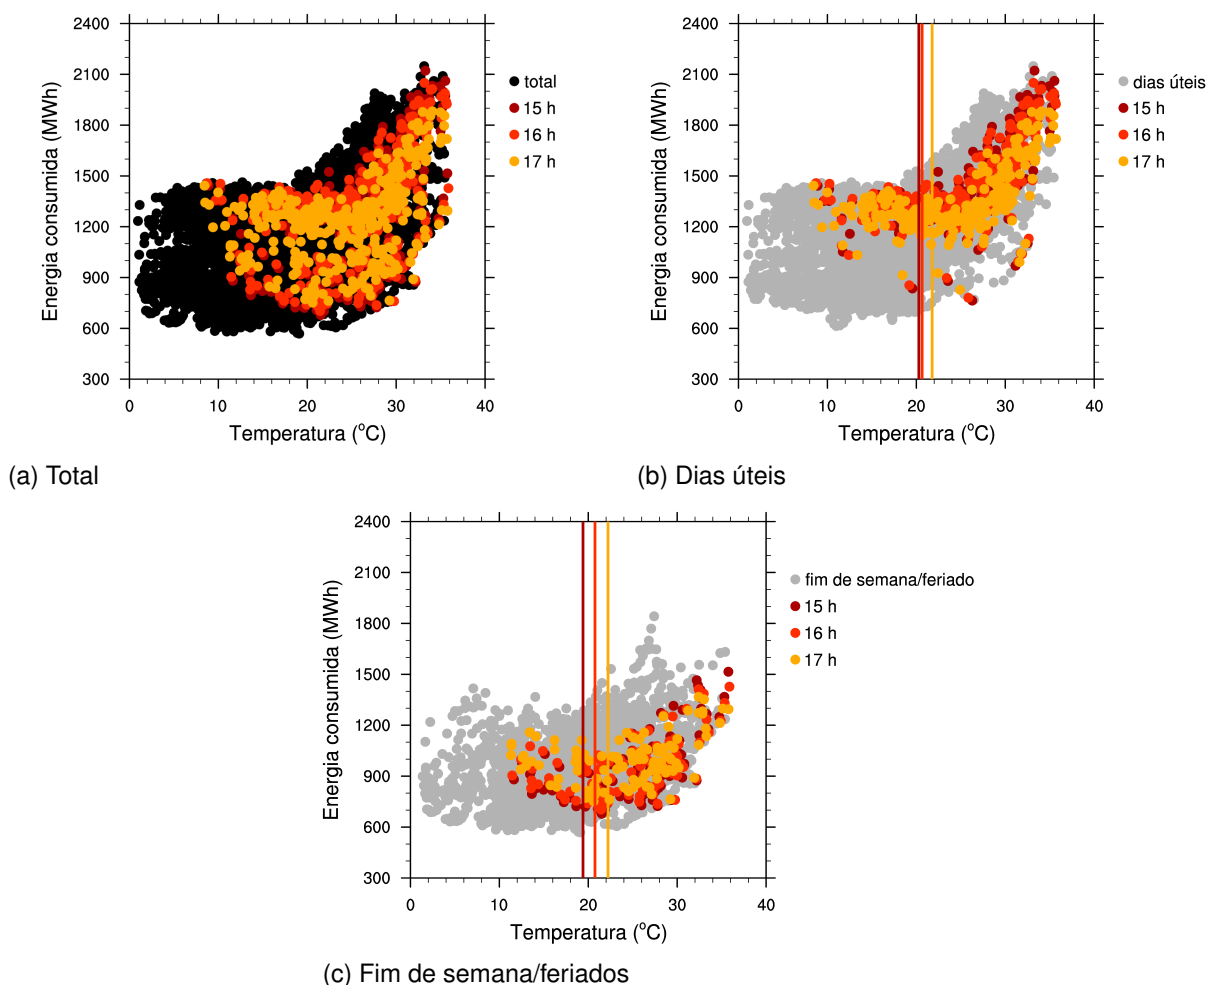 2400
2100
1800
1500
1200
900
600
300
0
10
20
30
40
Energia consumida (MWh)
Temperatura (°C)
total
15 h
16 h
17 h
(a) Total
2400
2100
1800
1500
1200
900
600
300
0
10
20
30
40
Energia consumida (MWh)
Temperatura (°C)
dias úteis
15 h
16 h
17 h
(b) Dias úteis
2400
2100
1800
1500
1200
900
600
300
0
10
20
30
40
Energia consumida (MWh)
Temperatura (°C)
fim de semana/feriado
15 h
16 h
17 h
(c) Fim de semana/feriados